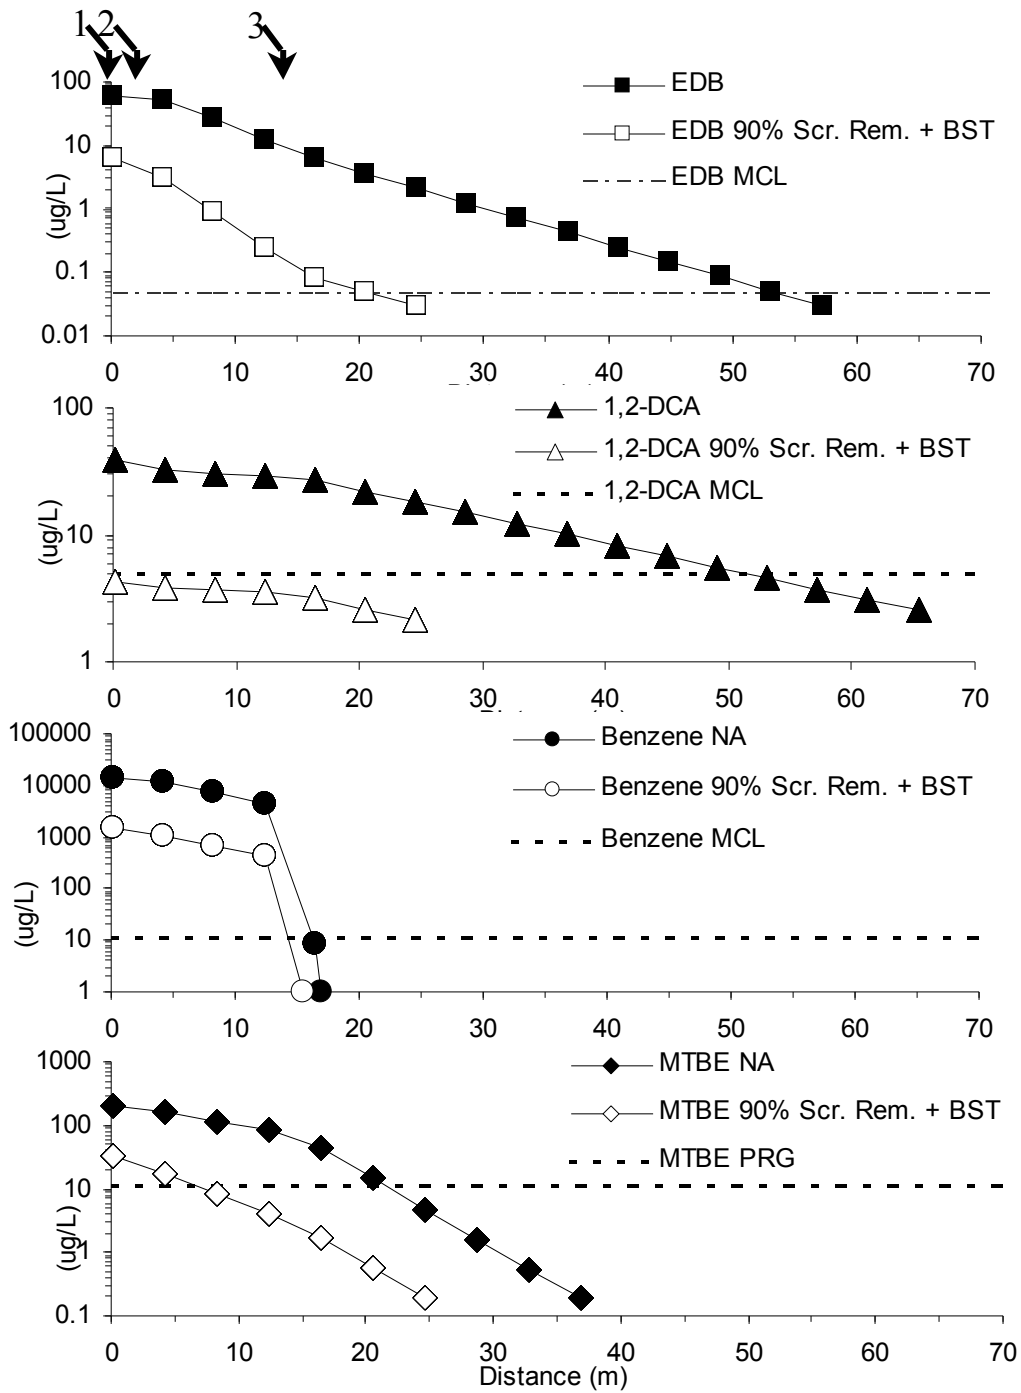 1 2 3
100
10
1
0.1
0.01
(ug/L)
EDB
EDB 90% Scr. Rem. + BST
EDB MCL
0 10 20 30 40 50 60 70
100
10
1
(ug/L)
1,2-DCA
1,2-DCA 90% Scr. Rem. + BST
1,2-DCA MCL
0 10 20 30 40 50 60 70
100000
10000
1000
100
10
1
(ug/L)
Benzene NA
Benzene 90% Scr. Rem. + BST
Benzene MCL
0 10 20 30 40 50 60 70
1000
100
10
1
0.1
(ug/L)
MTBE NA
MTBE 90% Scr. Rem. + BST
MTBE PRG
0 10 20 30 40 50 60 70
Distance (m)